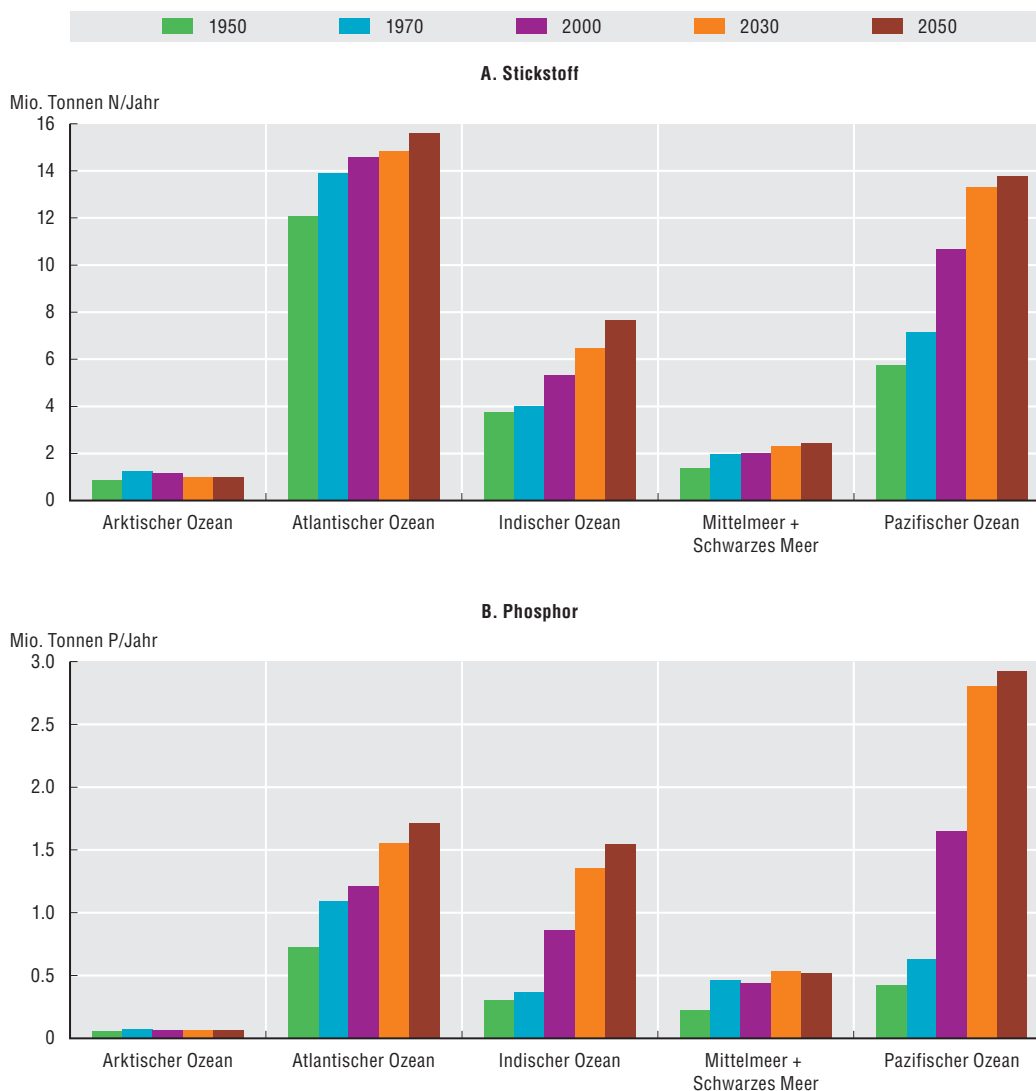 1950 1970 2000 2030 2050
A. Stickstoff
Mio. Tonnen N/Jahr
16
14
12
10
8
6
4
2
0
Arktischer Ozean Atlantischer Ozean Indischer Ozean Mittelmeer + Pazifischer Ozean
Schwarzes Meer
B. Phosphor
Mio. Tonnen P/Jahr
3.0
2.5
2.0
1.5
1.0
0.5
0
Arktischer Ozean Atlantischer Ozean Indischer Ozean Mittelmeer + Pazifischer Ozean
Schwarzes Meer